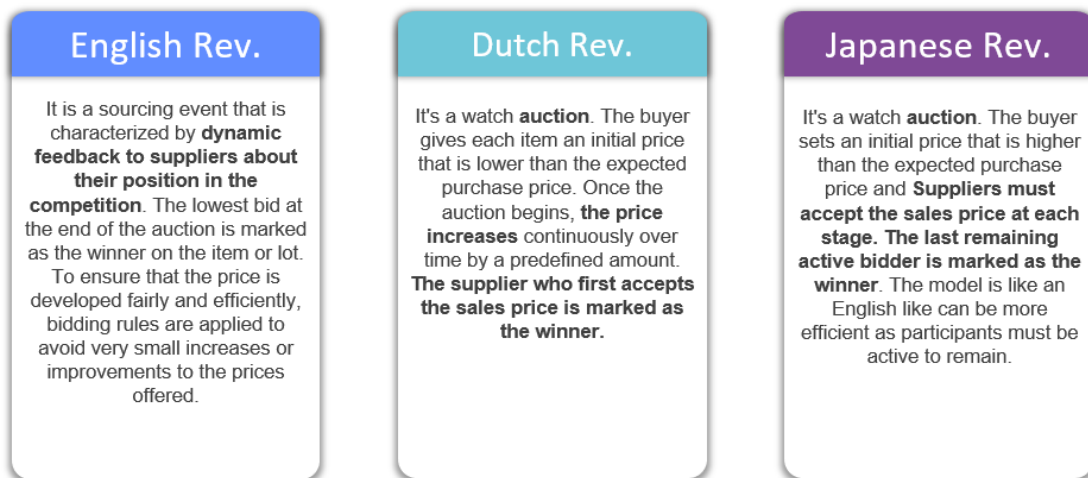 English Rev.
It is a sourcing event that is
characterized by dynamic
feedback to suppliers about
their position in the
competition. The lowest bid at
the end of the auction is marked
as the winner on the item or lot.
To ensure that the price is
developed fairly and efficiently,
bidding rules are applied to
avoid very small increases or
improvements to the prices
offered.
Dutch Rev.
It's a watch auction. The buyer
gives each item an initial price
that is lower than the expected
purchase price. Once the
auction begins, the price
increases continuously over
time by a predefined amount.
The supplier who first accepts
the sales price is marked as
the winner.
Japanese Rev.
It's a watch auction. The buyer
sets an initial price that is higher
than the expected purchase
price and Suppliers must
accept the sales price at each
stage. The last remaining
active bidder is marked as the
winner. The model is like an
English like can be more
efficient as participants must be
active to remain.